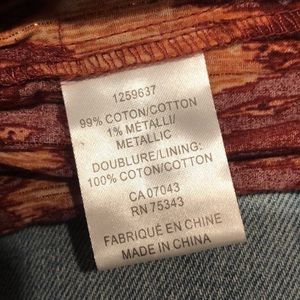 1259637
99% COTON/COTTON
1% MÉTALLI/
METALLIC
DOUBLURE/LINING:
100% COTON/COTTON
CA 07043
RN 75343
FABRIQUÉ EN CHINE
MADE IN CHINA